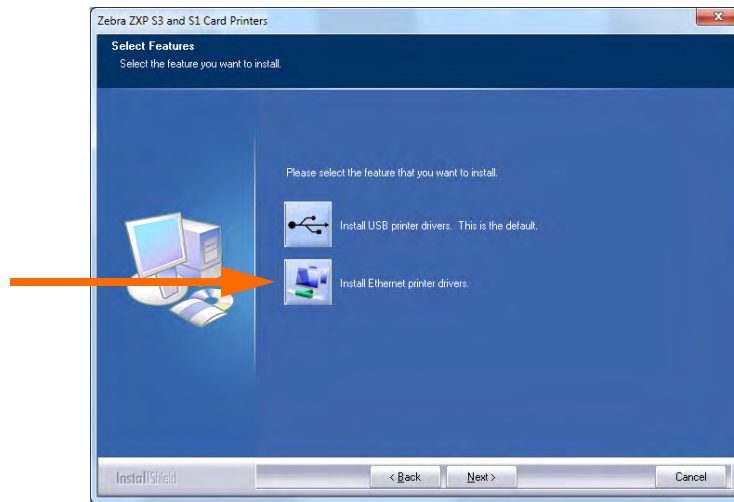 Zebra ZXP S3 and S1 Card Printers
Select Features
Select the feature you want to install.
Please select the feature that you want to install.
Install USB printer drivers. This is the default.
Install Ethernet printer drivers.
InstallShield
< Back Next > Cancel